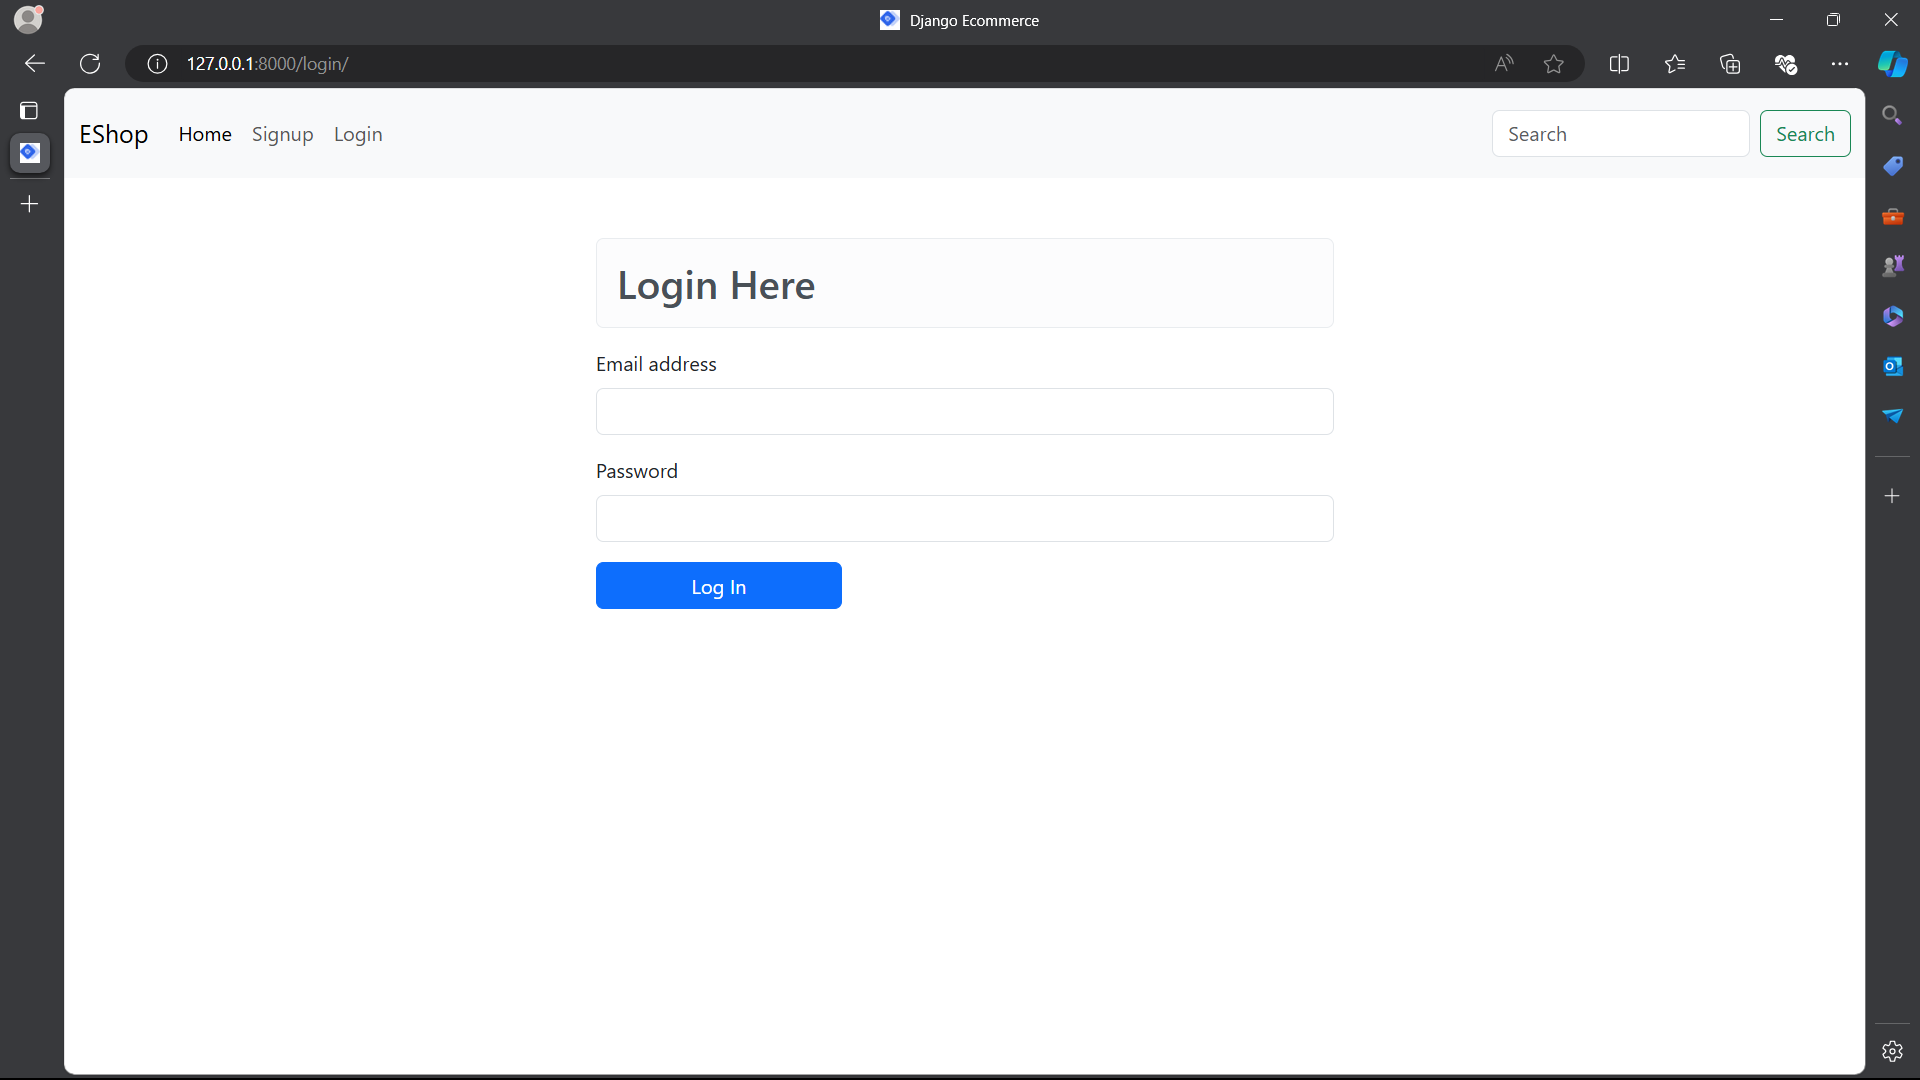 Django Ecommerce
127.0.0.1:8000/login/
EShop Home Signup Login Search Search
Login Here
Email address
Password
Log In